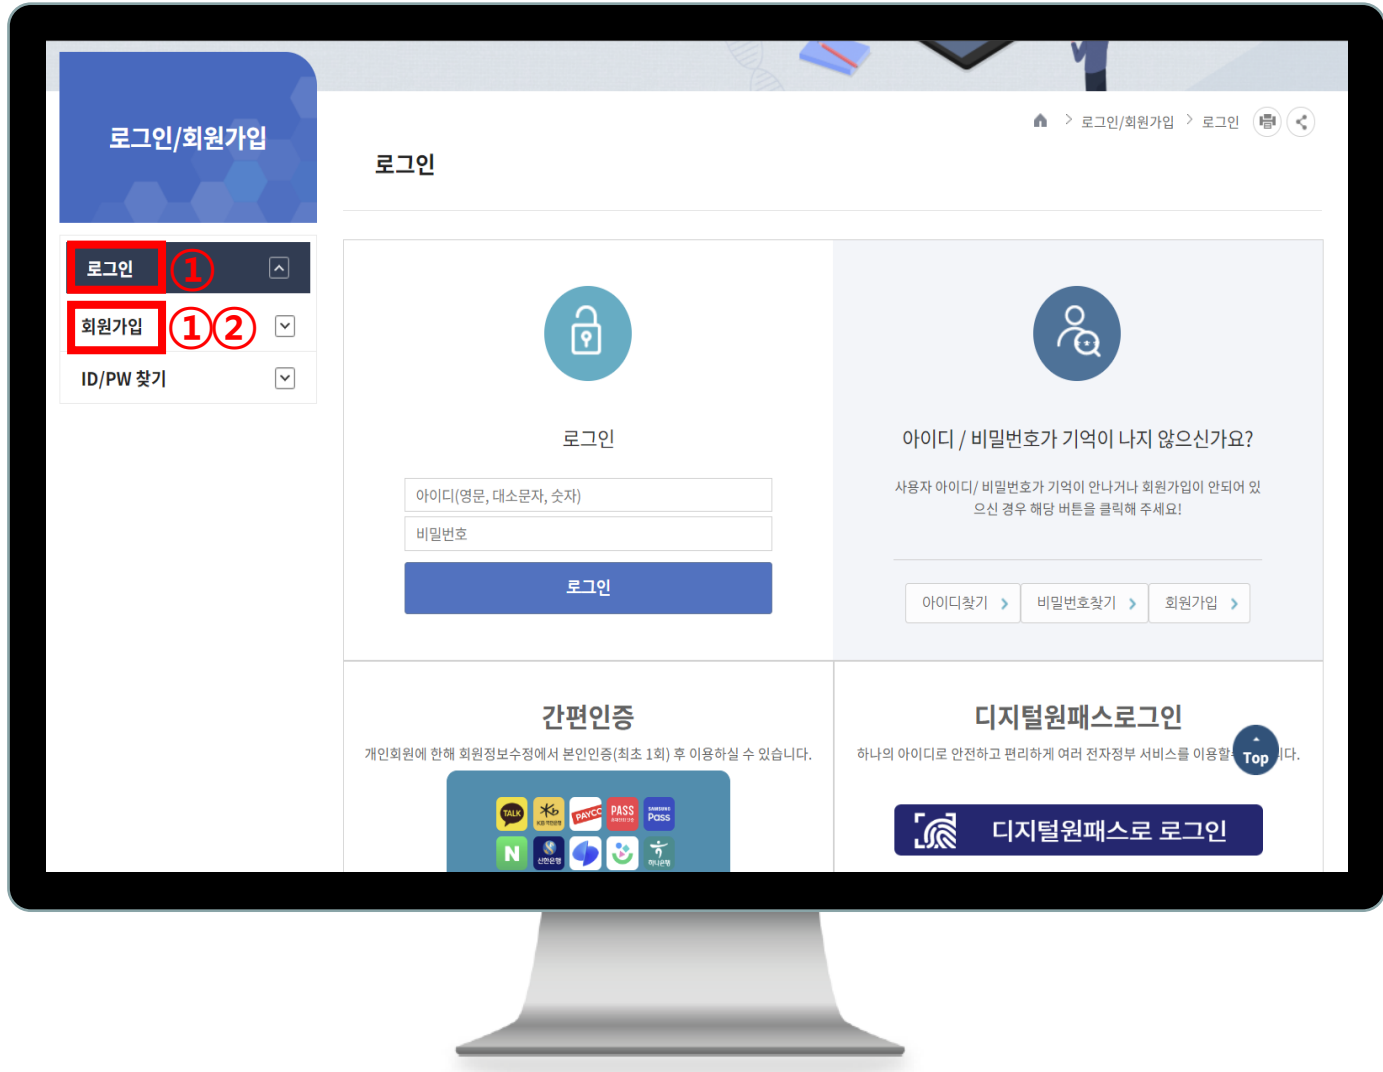 로그인/회원가입
로그인/회원가입 > 로그인
로그인
로그인 ①
회원가입 ①②
ID/PW 찾기
로그인
아이디(영문, 대소문자, 숫자)
비밀번호
로그인
아이디 / 비밀번호가 기억이 나지 않으신가요?
사용자 아이디/ 비밀번호가 기억이 안나거나 회원가입이 안되어 있
으신 경우 해당 버튼을 클릭해 주세요!
아이디찾기
비밀번호찾기
회원가입
간편인증
개인회원에 한해 회원정보수정에서 본인인증(최초 1회) 후 이용하실 수 있습니다.
TALK
PAYCO
PASS
SAMSUNG
Pass
N
신한은행
하나은행
디지털원패스로그인
하나의 아이디로 안전하고 편리하게 여러 전자정부 서비스를 이용할 다.
Top
디지털원패스로 로그인